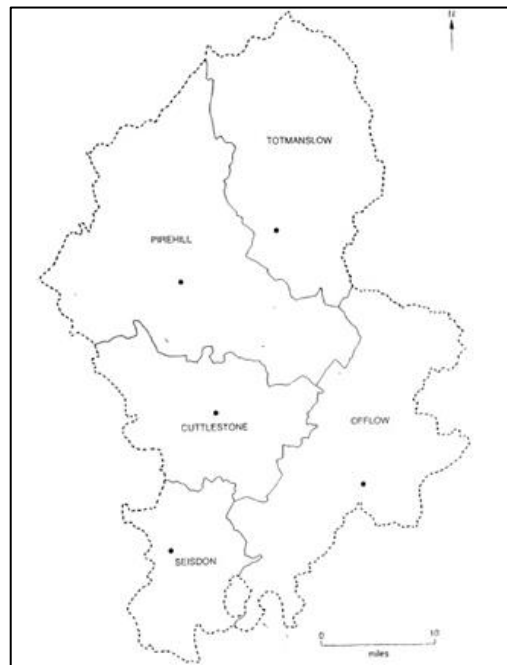 N
TOTMANSLOW
PIREHILL
OFFLOW
CUTTLESTONE
SEISDON
0 10
miles